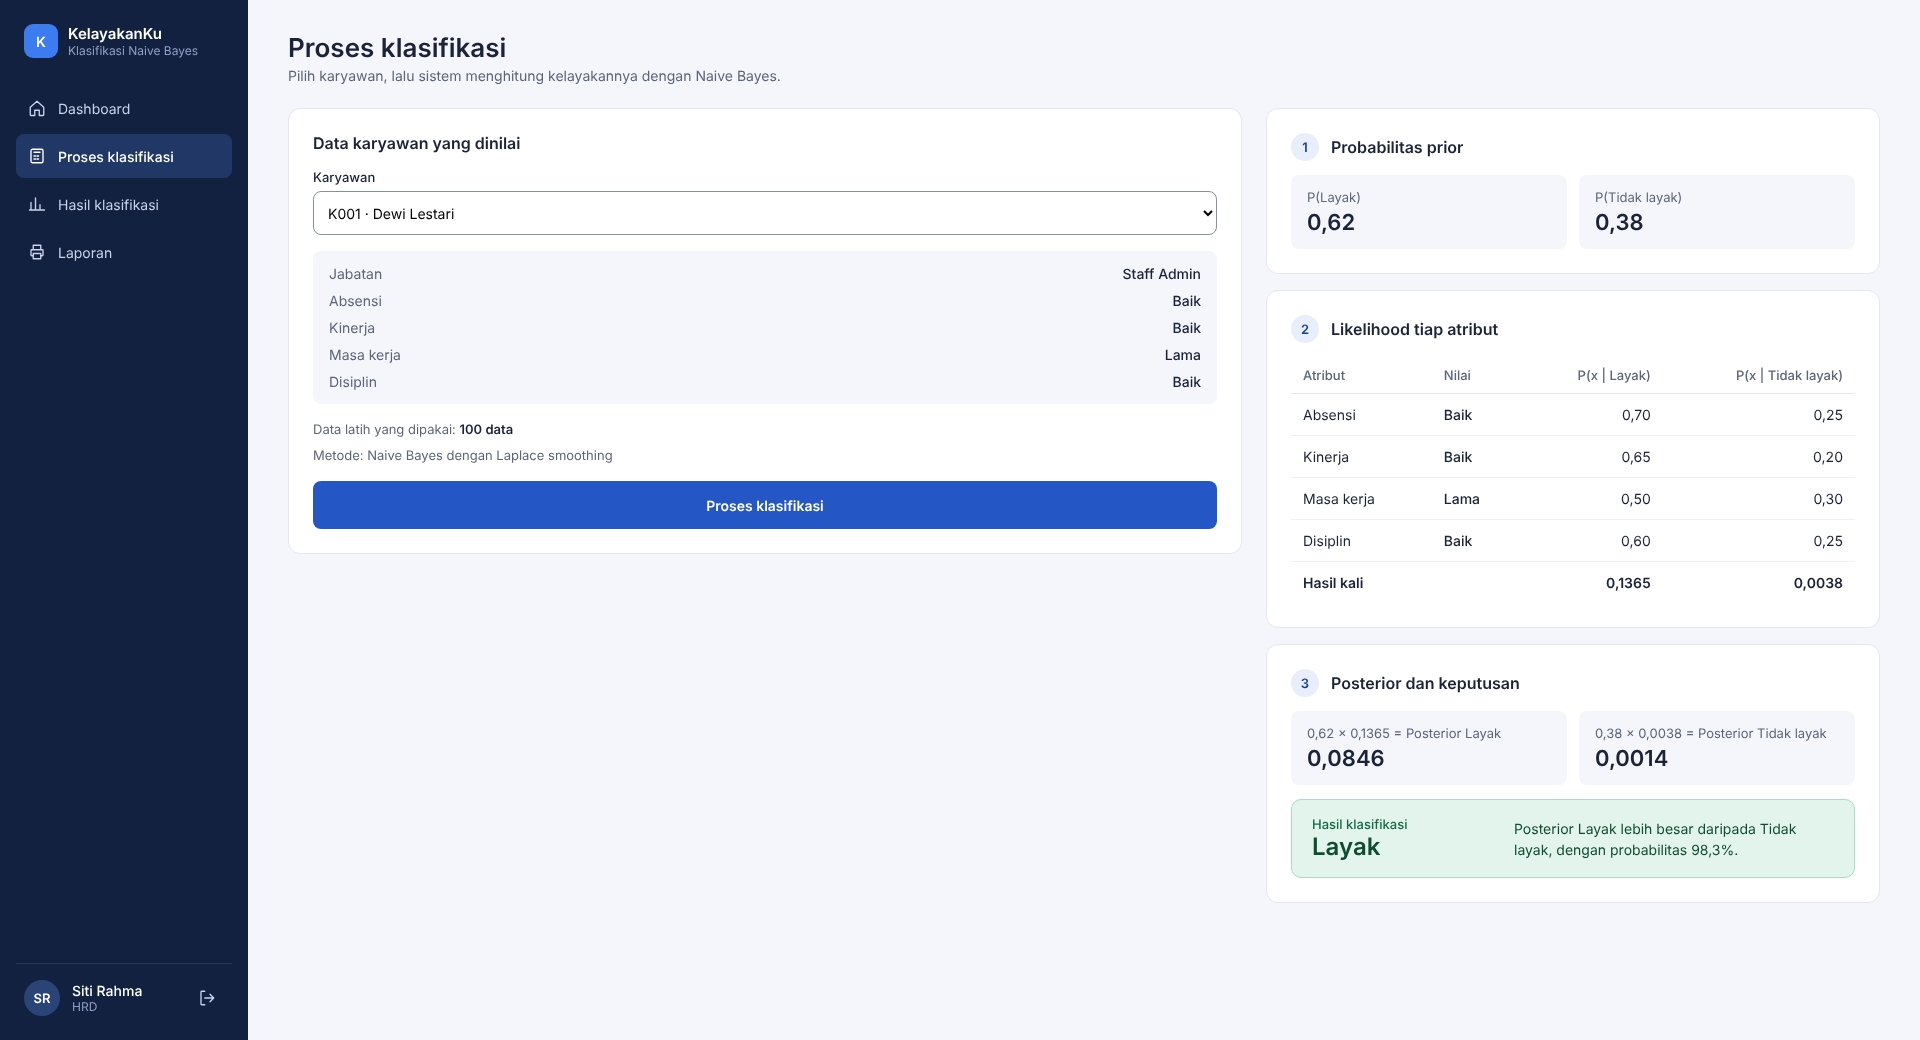 K
KelayakanKu
Klasifikasi Naive Bayes
Dashboard
Proses klasifikasi
Hasil klasifikasi
Laporan
SR
Siti Rahma
HRD
Proses klasifikasi
Pilih karyawan, lalu sistem menghitung kelayakannya dengan Naive Bayes.
Data karyawan yang dinilai
Karyawan
K001 · Dewi Lestari
Jabatan Staff Admin
Absensi Baik
Kinerja Baik
Masa kerja Lama
Disiplin Baik
Data latih yang dipakai: 100 data
Metode: Naive Bayes dengan Laplace smoothing
Proses klasifikasi
1 Probabilitas prior
P(Layak) P(Tidak layak)
0,62 0,38
2 Likelihood tiap atribut
Atribut Nilai P(x | Layak) P(x | Tidak layak)
Absensi Baik 0,70 0,25
Kinerja Baik 0,65 0,20
Masa kerja Lama 0,50 0,30
Disiplin Baik 0,60 0,25
Hasil kali 0,1365 0,0038
3 Posterior dan keputusan
0,62 × 0,1365 = Posterior Layak 0,38 × 0,0038 = Posterior Tidak layak
0,0846 0,0014
Hasil klasifikasi
Layak
Posterior Layak lebih besar daripada Tidak
layak, dengan probabilitas 98,3%.